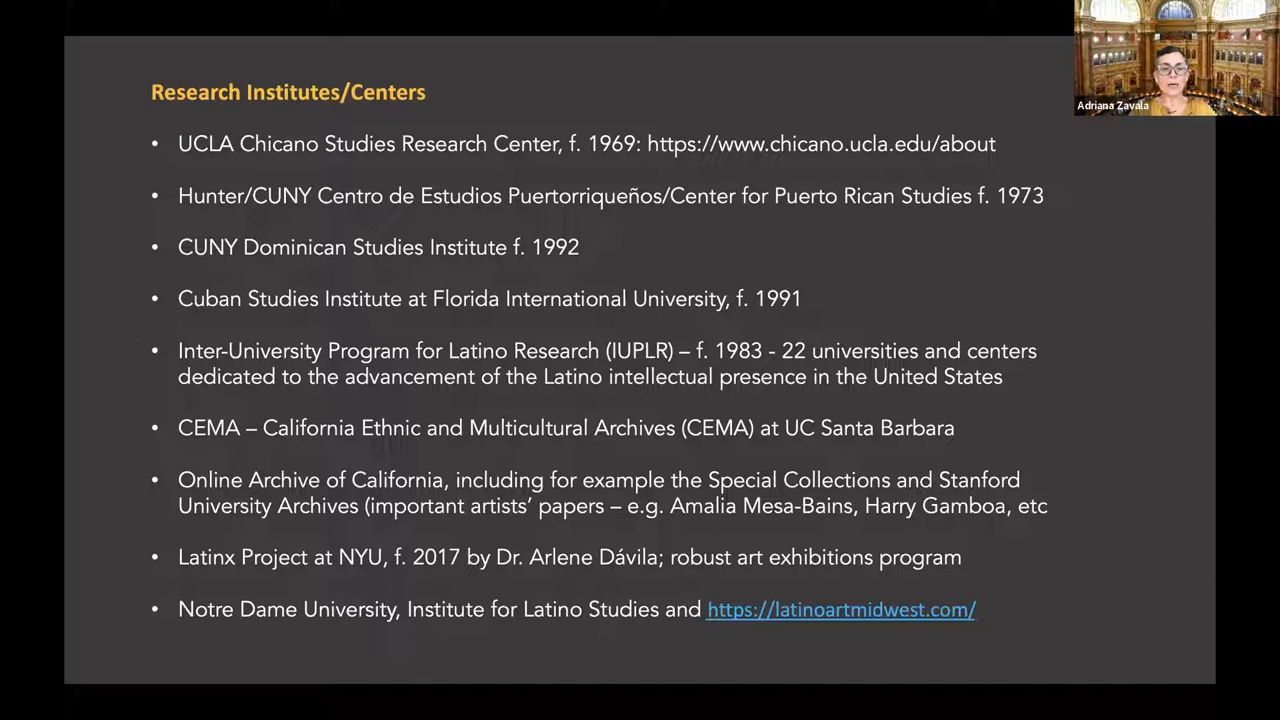 Research Institutes/Centers
Adriana Zavala
• UCLA Chicano Studies Research Center, f. 1969: https://www.chicano.ucla.edu/about
• Hunter/CUNY Centro de Estudios Puertorriqueños/Center for Puerto Rican Studies f. 1973
• CUNY Dominican Studies Institute f. 1992
• Cuban Studies Institute at Florida International University, f. 1991
• Inter-University Program for Latino Research (IUPLR) – f. 1983 - 22 universities and centers
dedicated to the advancement of the Latino intellectual presence in the United States
• CEMA – California Ethnic and Multicultural Archives (CEMA) at UC Santa Barbara
• Online Archive of California, including for example the Special Collections and Stanford
University Archives (important artists’ papers – e.g. Amalia Mesa-Bains, Harry Gamboa, etc
• Latinx Project at NYU, f. 2017 by Dr. Arlene Dávila; robust art exhibitions program
• Notre Dame University, Institute for Latino Studies and https://latinoartmidwest.com/